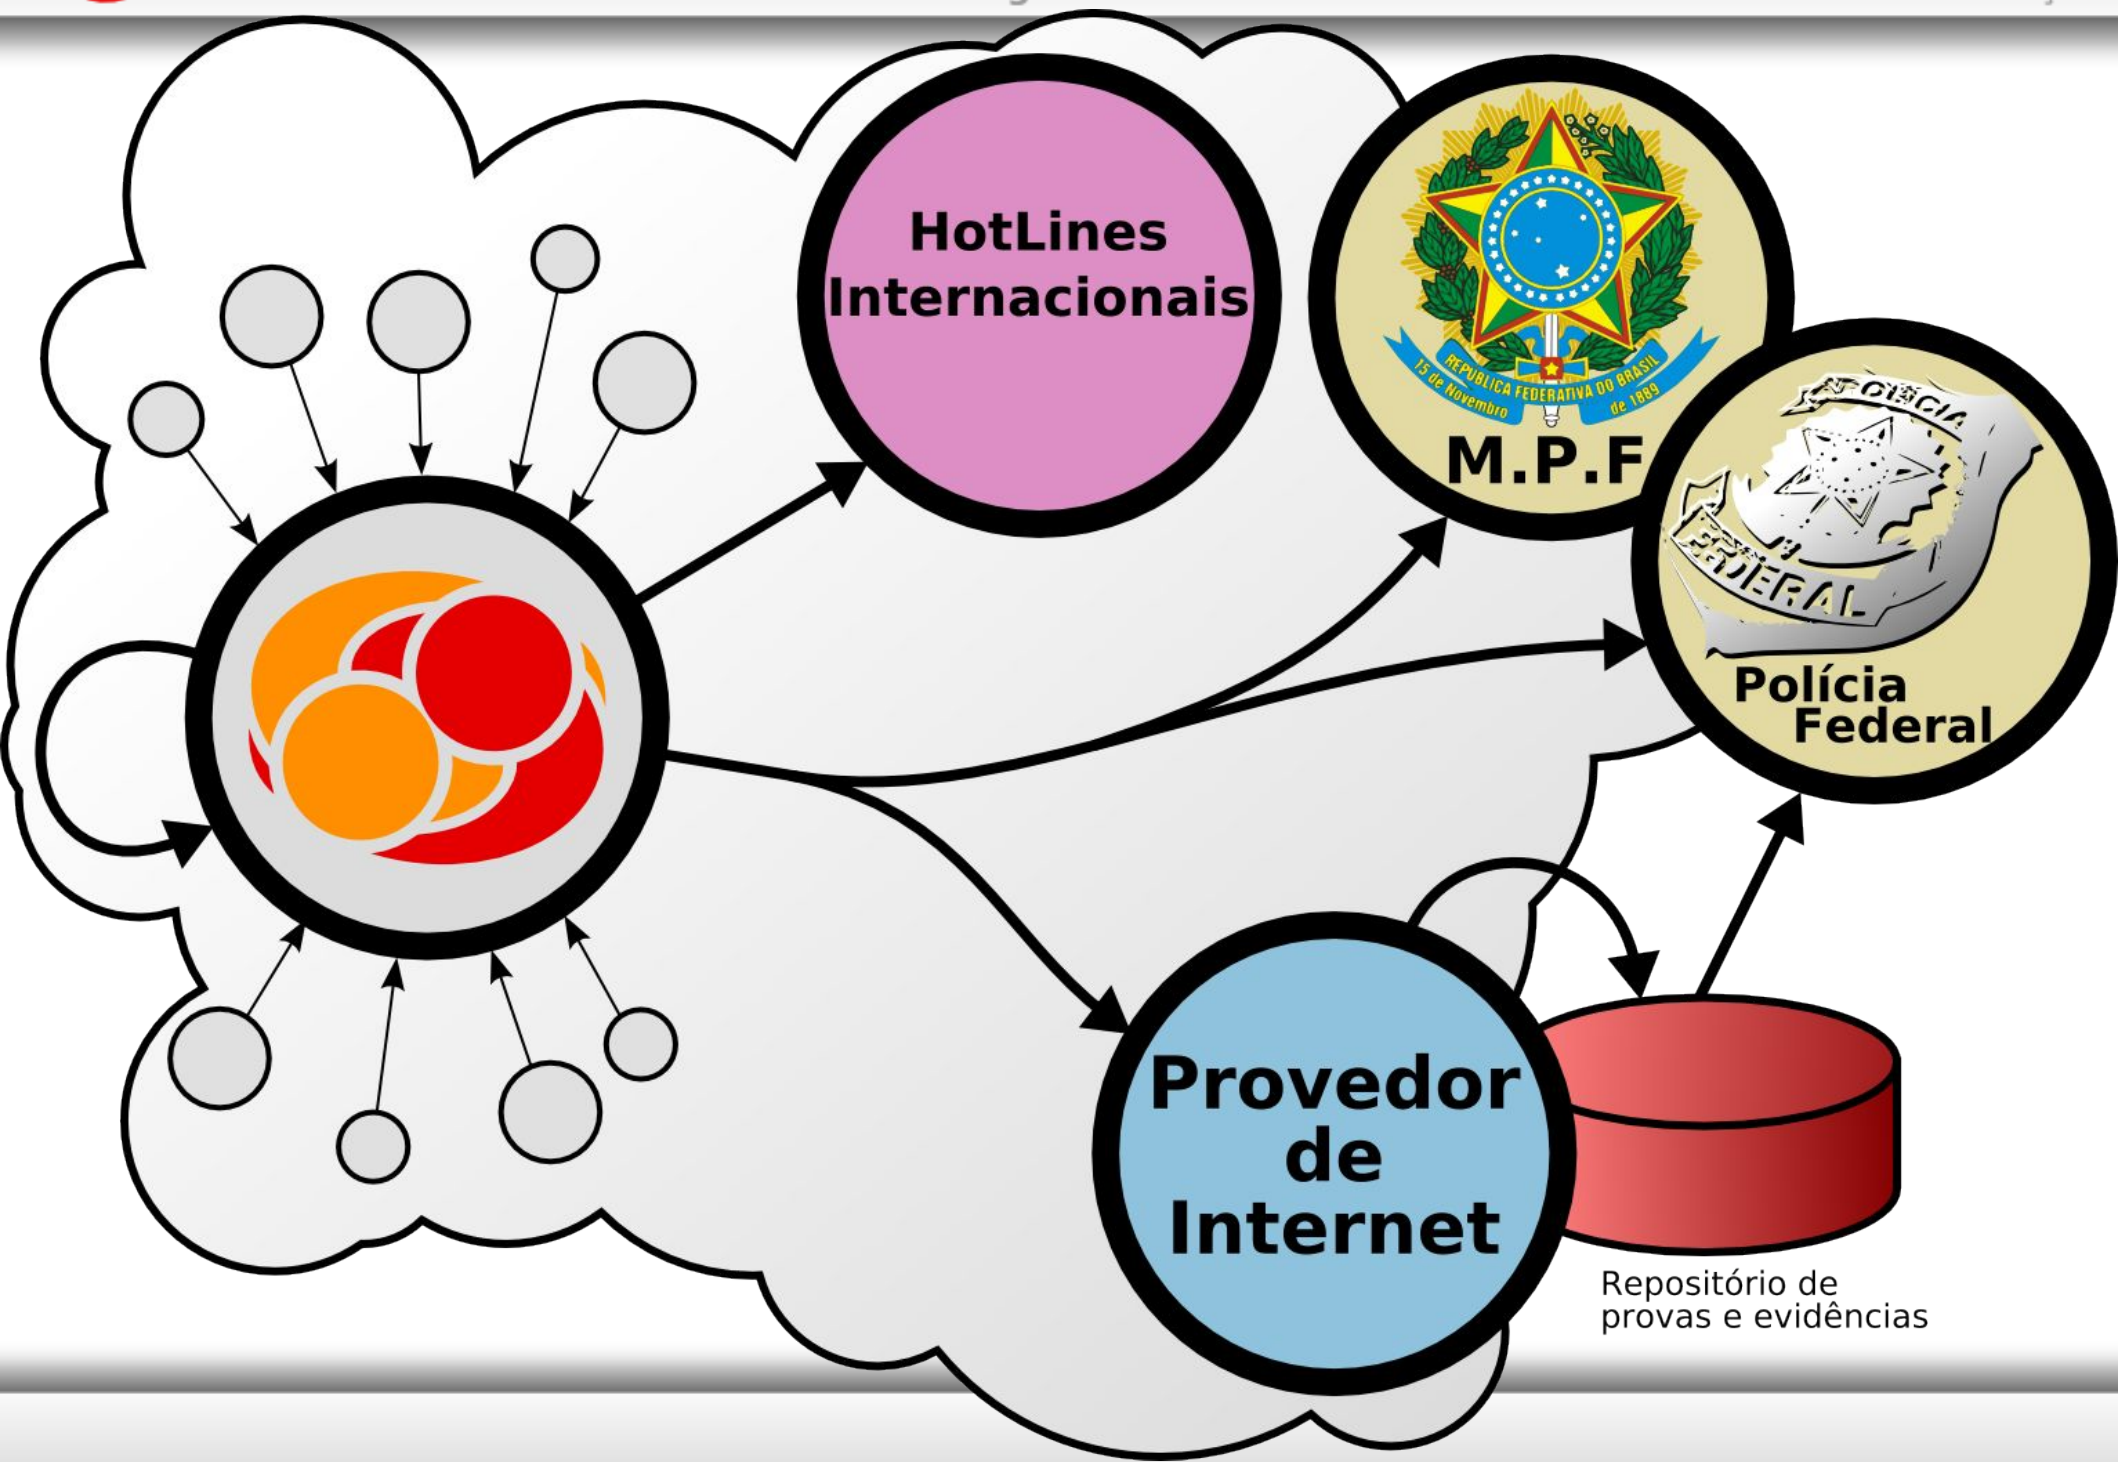 HotLines
Internacionais
REPUBLICA FEDERATIVA DO BRASIL
15 de Novembro
de 1889
M.P.F
POLICIA
FEDERAL
Polícia
Federal
Provedor
de
Internet
Repositório de
provas e evidências